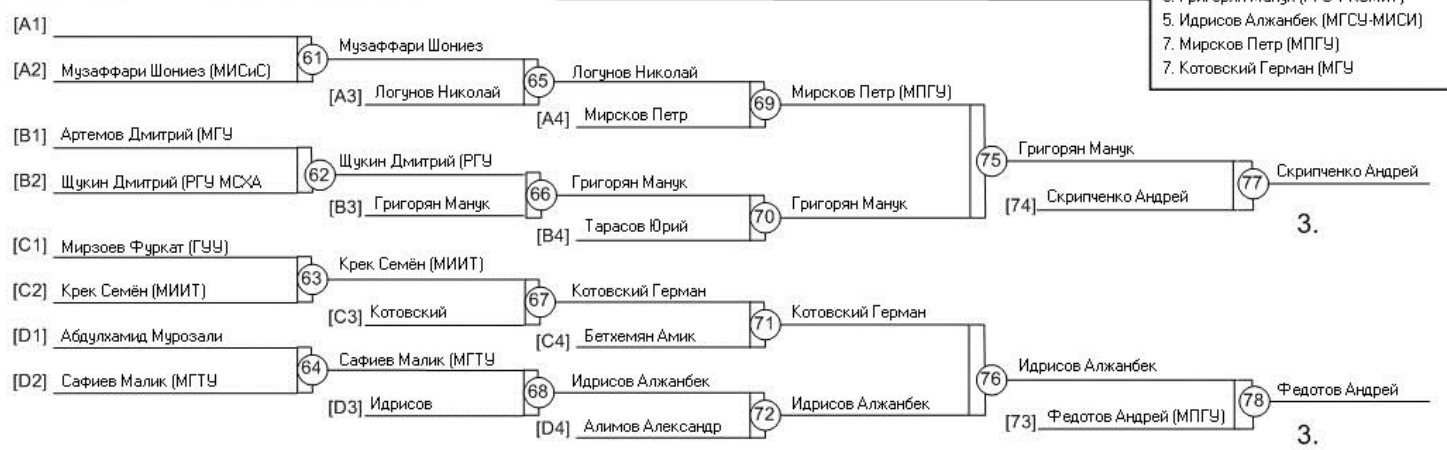 5. Идрисов Алжанбек (МГСУ-МИСИ)
7. Мирсков Петр (МПГУ)
7. Котовский Герман (МГУ
[A1]
[A2] Музаффари Шониез (МИСиС)
61
Музаффари Шониез
[A3] Логунов Николай
65
Логунов Николай
[A4] Мирсков Петр
69
Мирсков Петр (МПГУ)
[B1] Артемов Дмитрий (МГУ
[B2] Щукин Дмитрий (РГУ МСХА
62
Щукин Дмитрий (РГУ
[B3] Григорян Манук
66
Григорян Манук
[B4] Тарасов Юрий
70
Григорян Манук
75
Григорян Манук
[74] Скрипченко Андрей
77
Скрипченко Андрей
3.
[C1] Мирзоев Фуркат (ГУУ)
[C2] Крек Семён (МИИТ)
63
Крек Семён (МИИТ)
[C3] Котовский
67
Котовский Герман
[C4] Бетхемян Амик
71
Котовский Герман
[D1] Абдулхамид Мурозали
[D2] Сафиев Малик (МГТУ
64
Сафиев Малик (МГТУ
[D3] Идрисов
68
Идрисов Алжанбек
[D4] Алимов Александр
72
Идрисов Алжанбек
76
Идрисов Алжанбек
[73] Федотов Андрей (МПГУ)
78
Федотов Андрей
3.